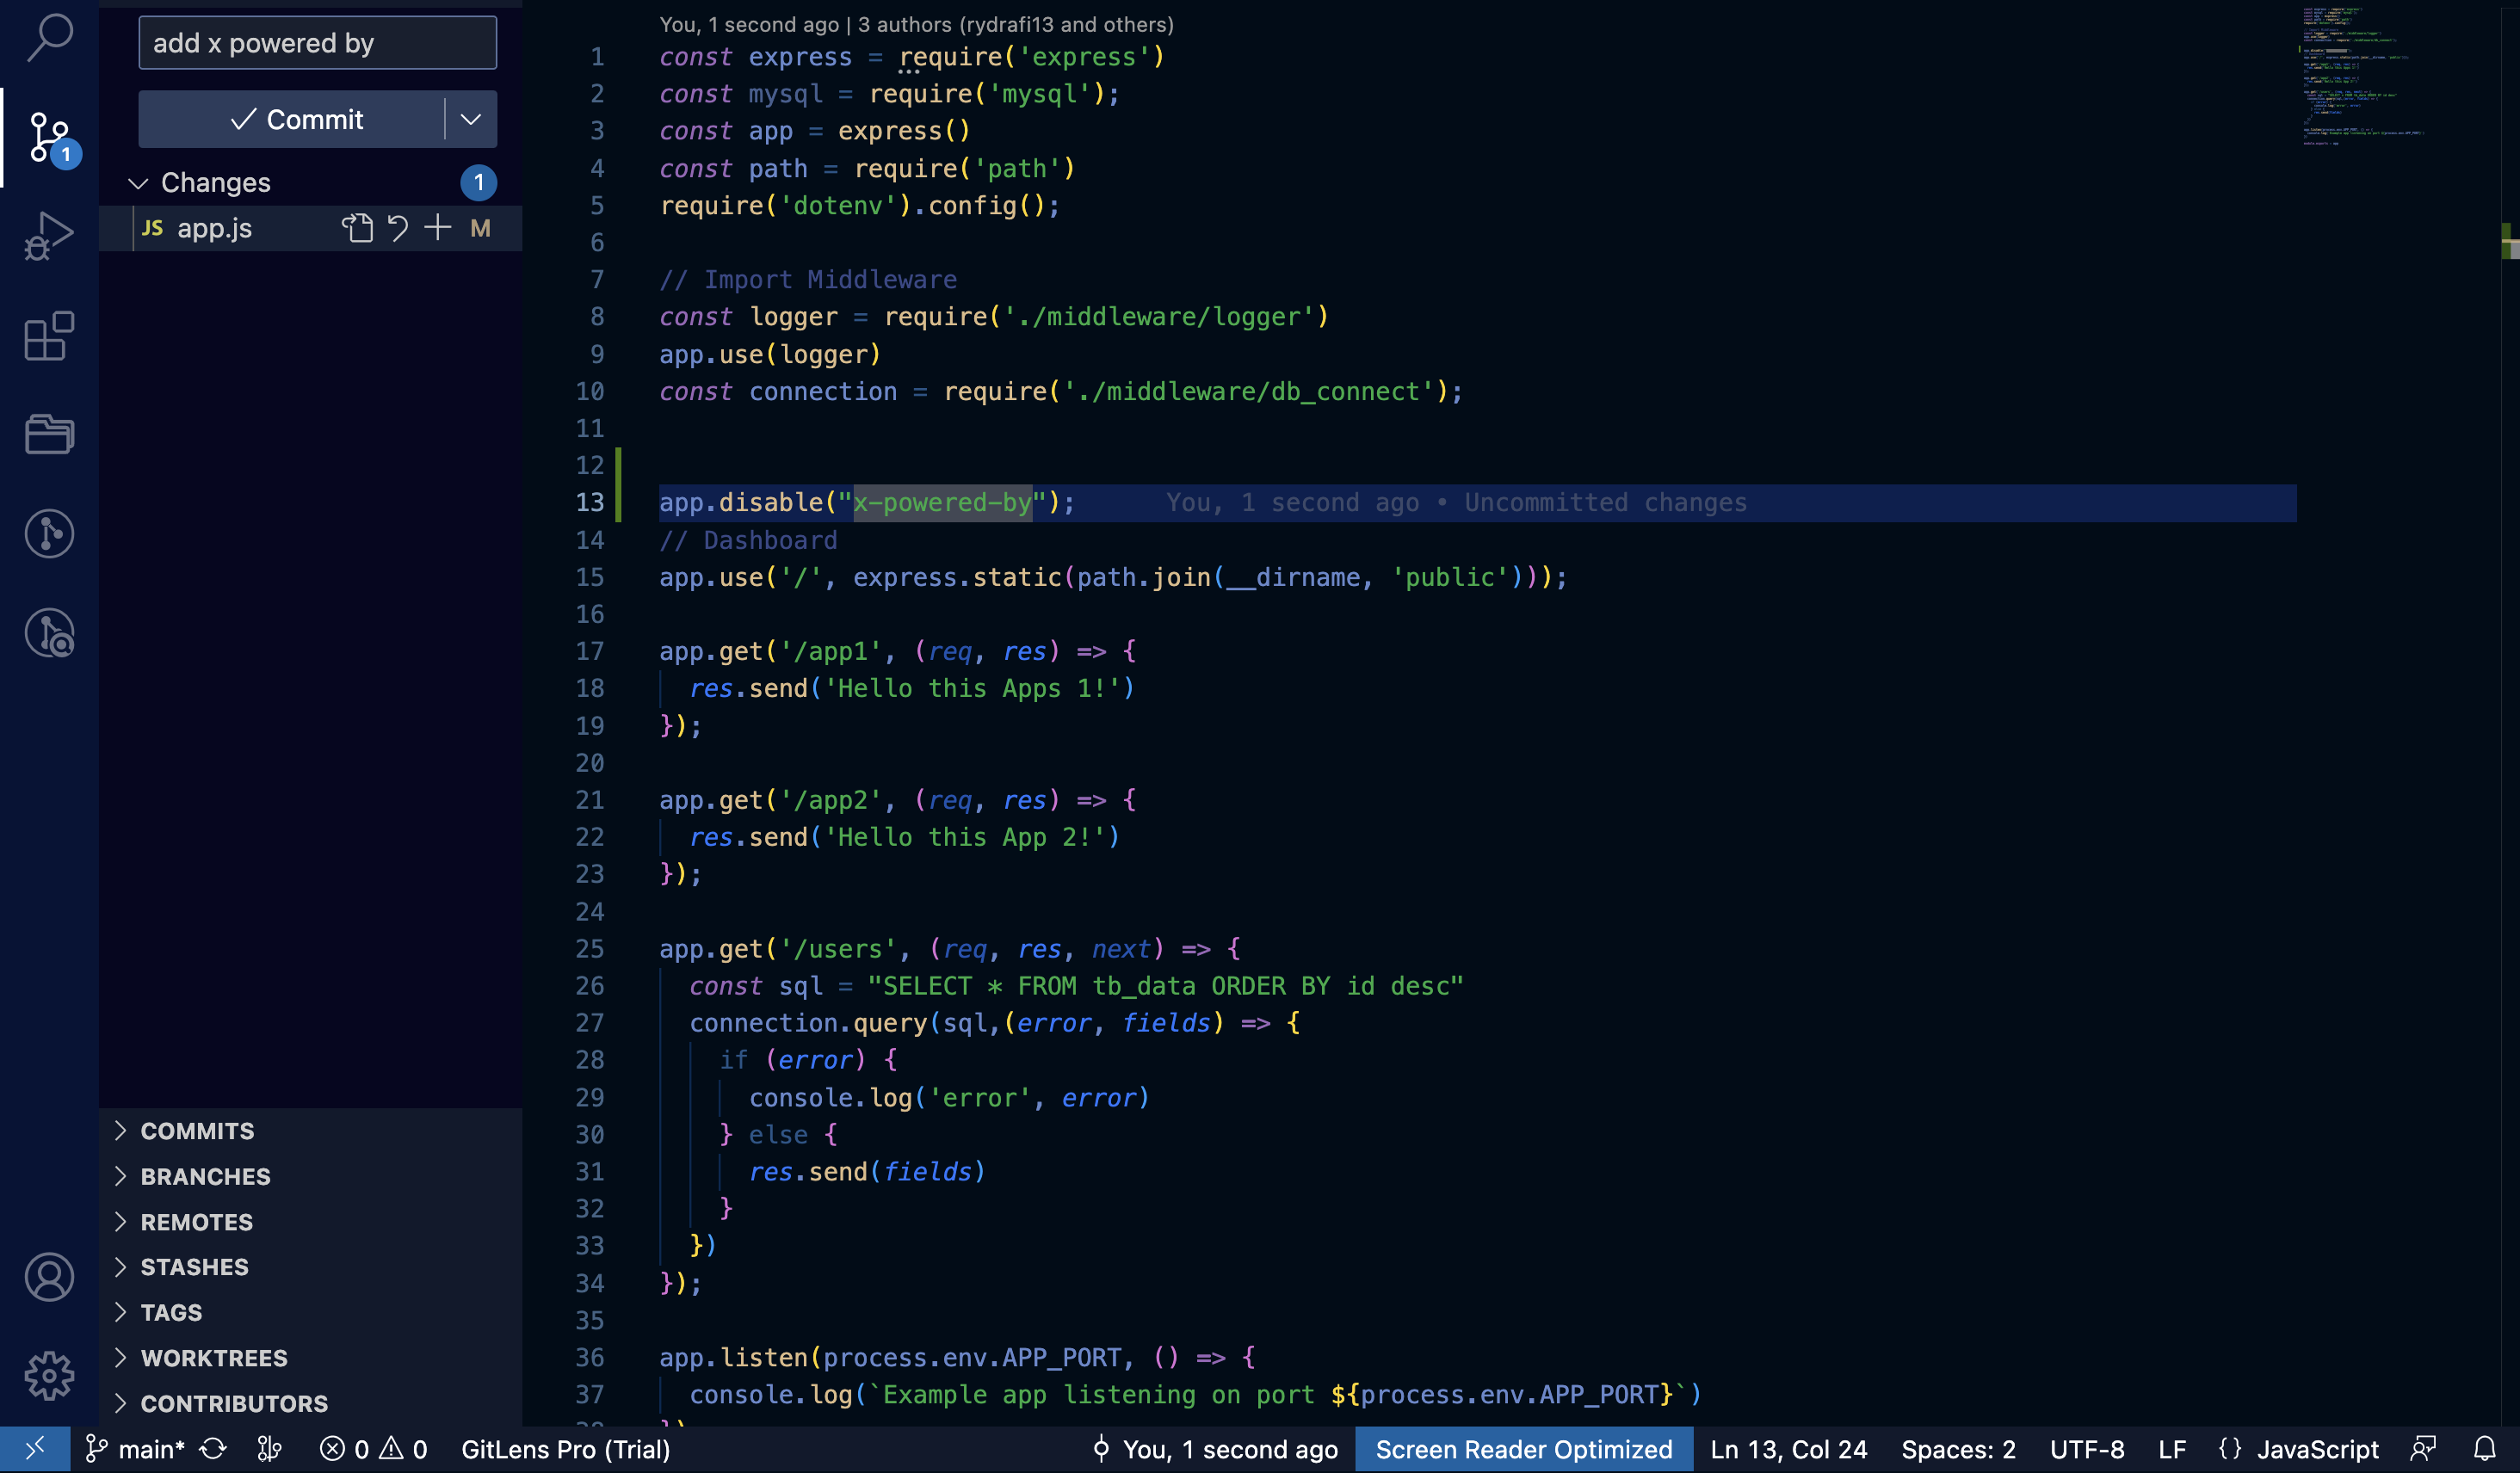 add x powered by
Commit
Changes 1
JS app.js M
1
You, 1 second ago | 3 authors (rydrafi13 and others)
1 const express = require('express')
2 const mysql = require('mysql');
3 const app = express()
4 const path = require('path')
5 require('dotenv').config();
6
7 // Import Middleware
8 const logger = require('./middleware/logger')
9 app.use(logger)
10 const connection = require('./middleware/db_connect');
11
12
13 app.disable("x-powered-by"); You, 1 second ago • Uncommitted changes
14 // Dashboard
15 app.use('/', express.static(path.join(__dirname, 'public')));
16
17 app.get('/app1', (req, res) => {
18 res.send('Hello this Apps 1!')
19 });
20
21 app.get('/app2', (req, res) => {
22 res.send('Hello this App 2!')
23 });
24
25 app.get('/users', (req, res, next) => {
26 const sql = "SELECT * FROM tb_data ORDER BY id desc"
27 connection.query(sql,(error, fields) => {
28 if (error) {
29 console.log('error', error)
30 } else {
31 res.send(fields)
32 }
33 })
34 });
35
36 app.listen(process.env.APP_PORT, () => {
37 console.log(`Example app listening on port ${process.env.APP_PORT}`)
COMMITS
BRANCHES
REMOTES
STASHES
TAGS
WORKTREES
CONTRIBUTORS
main* 0 0 GitLens Pro (Trial) You, 1 second ago Screen Reader Optimized Ln 13, Col 24 Spaces: 2 UTF-8 LF {} JavaScript